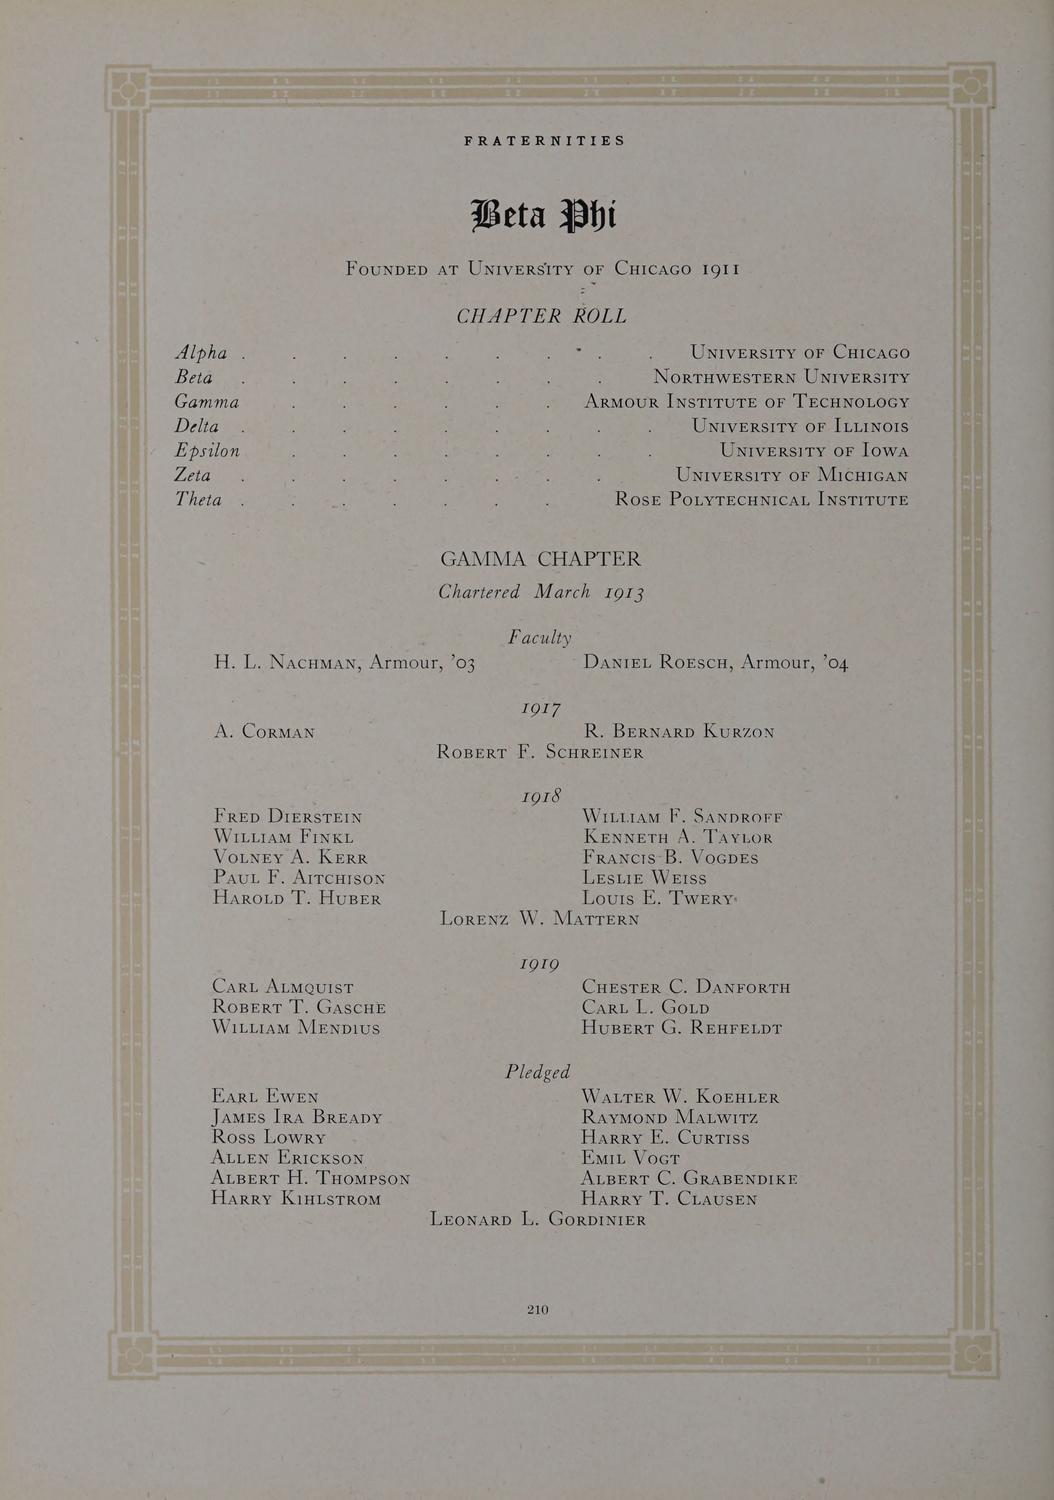 FRATERNITIES
Beta Phi
Founded at University of Chicago 1911
CHAPTER ROLL
Alpha . . . . . . . . . University of Chicago
Beta . . . . . . . . Northwestern University
Gamma . . . . . . Armour Institute of Technology
Delta . . . . . . . . . University of Illinois
Epsilon . . . . . . . . University of Iowa
Zeta . . . . . . . . University of Michigan
Theta . . . . . . . Rose Polytechnical Institute
GAMMA CHAPTER
Chartered March 1913
Faculty
H. L. Nachman, Armour, ’03 Daniel Roesch, Armour, ’04
1917
A. Corman R. Bernard Kurzon
Robert F. Schreiner
1918
Fred Dierstein William F. Sandroff
William Finkl Kenneth A. Taylor
Volney A. Kerr Francis B. Vogdes
Paul F. Aitchison Leslie Weiss
Harold T. Huber Louis E. Twery
Lorenz W. Mattern
1919
Carl Almquist Chester C. Danforth
Robert T. Gasche Carl L. Gold
William Mendius Hubert G. Rehfeldt
Pledged
Earl Ewen Walter W. Koehler
James Ira Bready Raymond Malwitz
Ross Lowry Harry E. Curtiss
Allen Erickson Emil Vogt
Albert H. Thompson Albert C. Grabendike
Harry Kihlstrom Harry T. Clausen
Leonard L. Gordinier
210